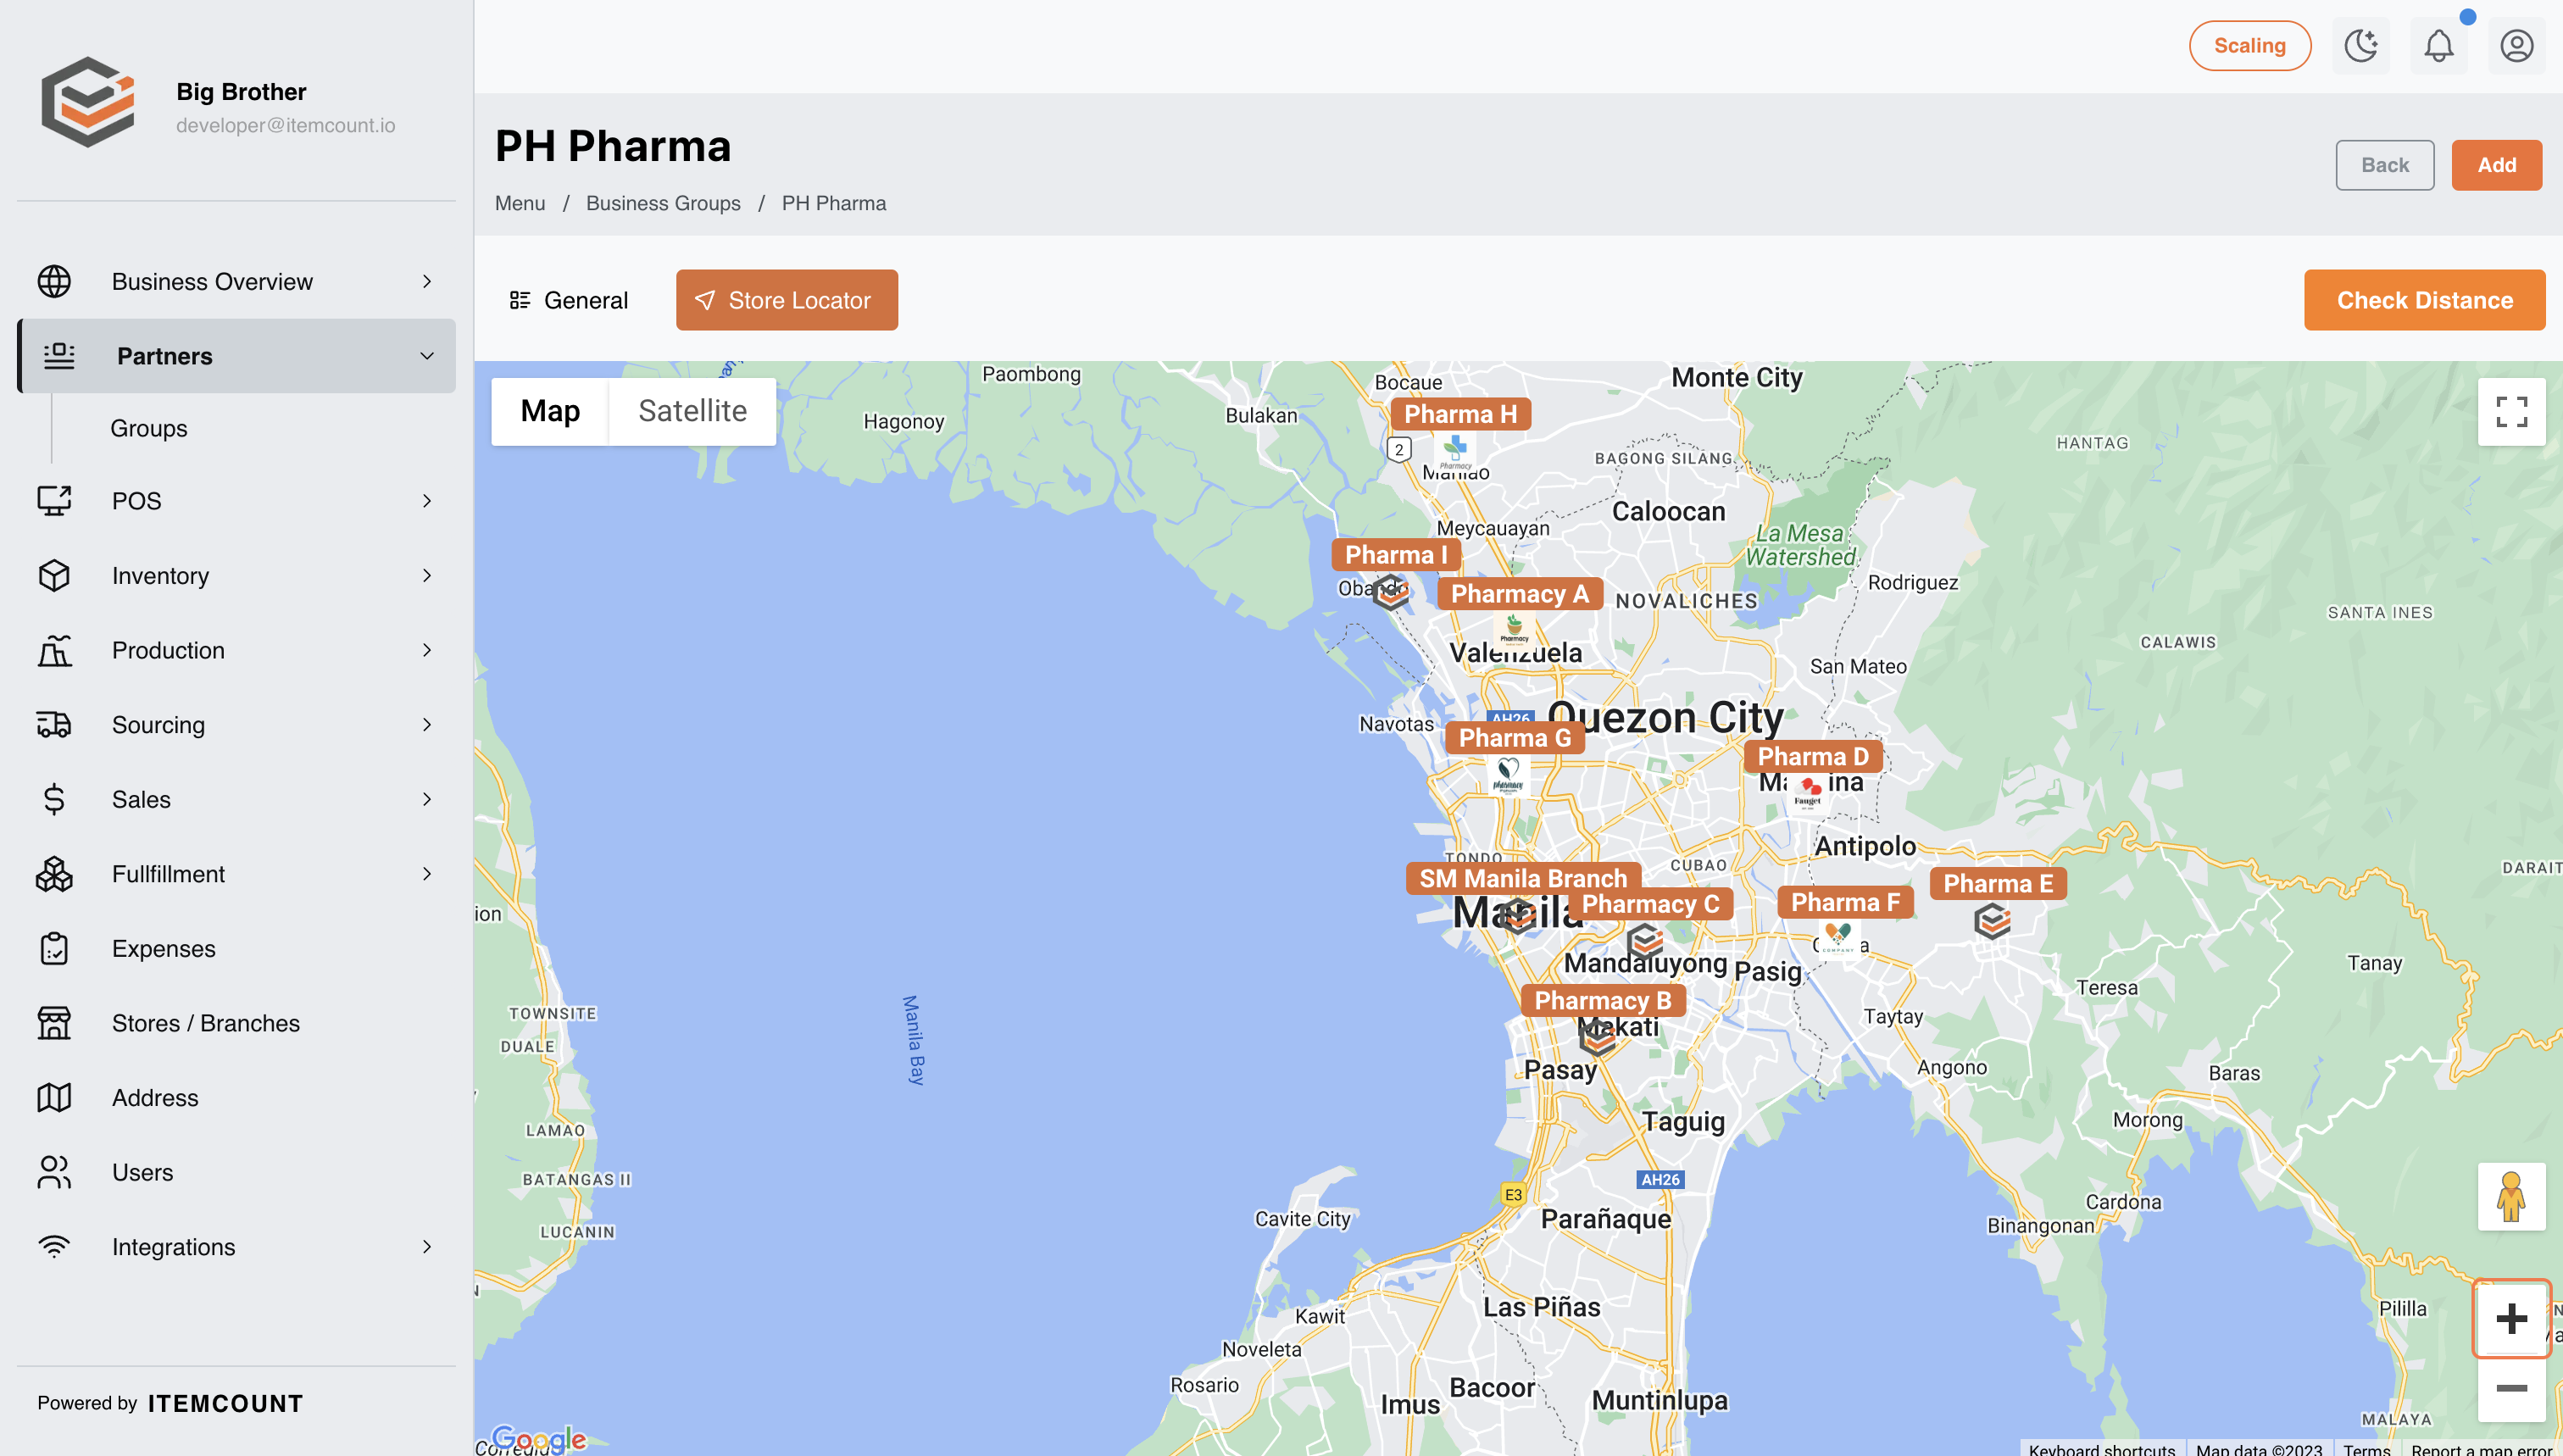 Big Brother
developer@itemcount.io
Scaling
PH Pharma
Menu / Business Groups / PH Pharma
Back
Add
Business Overview
Partners
Groups
POS
Inventory
Production
Sourcing
Sales
Fullfillment
Expenses
Stores / Branches
Address
Users
Integrations
Powered by ITEMCOUNT
General
Store Locator
Check Distance
Map
Satellite
Paombong
Hagonoy
Bulakan
Bocaue
Monte City
Pharma H
2
Pharmacy
BAGONG SILANG
HANTAG
Meycauayan
Caloocan
La Mesa
Watershed
Pharma I
Pharmacy A
NOVALICHES
Rodriguez
SANTA INES
CALAWIS
Pharmacy
Valenzuela
San Mateo
Navotas
AH26
Quezon City
Pharma G
Pharma D
pharmacy
Fauget
TONDO
CUBAO
Antipolo
DARAIT
SM Manila Branch
Pharmacy C
Pharma F
Pharma E
Manila
COMPANY
ion
Mandaluyong
Pasig
Tanay
Teresa
Pharmacy B
Makati
Taytay
Manila Bay
TOWNSITE
DUALE
Pasay
Angono
Baras
Taguig
Morong
LAMAO
BATANGAS II
AH26
E3
Cavite City
Parañaque
Cardona
Binangonan
LUCANIN
Kawit
Las Piñas
Pililla
Noveleta
Rosario
Imus
Bacoor
Muntinlupa
MALAYA
Google
Keyboard shortcuts
Map data ©2023
Terms
Report a map error